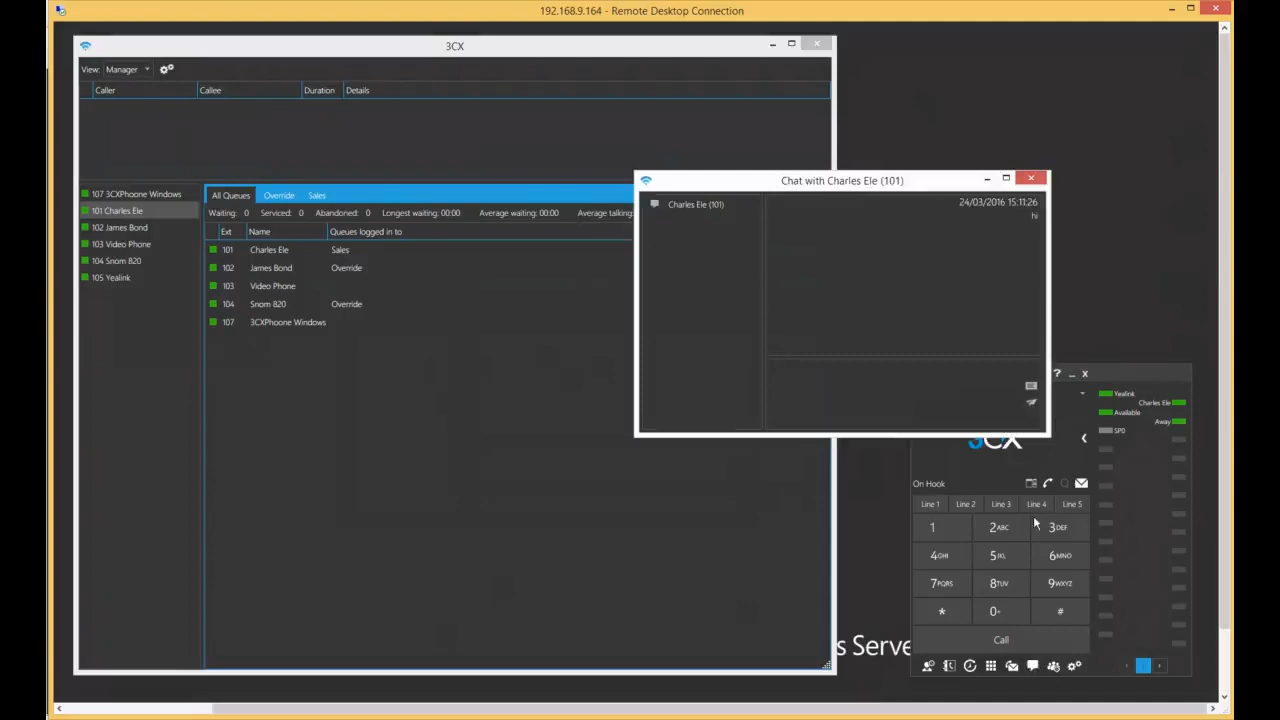 192.168.9.164 - Remote Desktop Connection
3CX
View: Manager
Caller Callee Duration Details
107 3CXPhoone Windows
101 Charles Ele
102 James Bond
103 Video Phone
104 Snom 820
105 Yealink
All Queues Override Sales
Waiting: 0 Serviced: 0 Abandoned: 0 Longest waiting: 00:00 Average waiting: 00:00 Average talking:
Ext Name Queues logged in to
101 Charles Ele Sales
102 James Bond Override
103 Video Phone
104 Snom 820 Override
107 3CXPhoone Windows
Chat with Charles Ele (101)
Charles Ele (101)
24/03/2016 15:11:26
hi
Yealink
Charles Ele
Available
Away
SP0
3CX
On Hook
Line 1 Line 2 Line 3 Line 4 Line 5
1 2ABC 3DEF
4GHI 5JKL 6MNO
7PQRS 8TUV 9WXYZ
* 0+ #
Call
s Serve